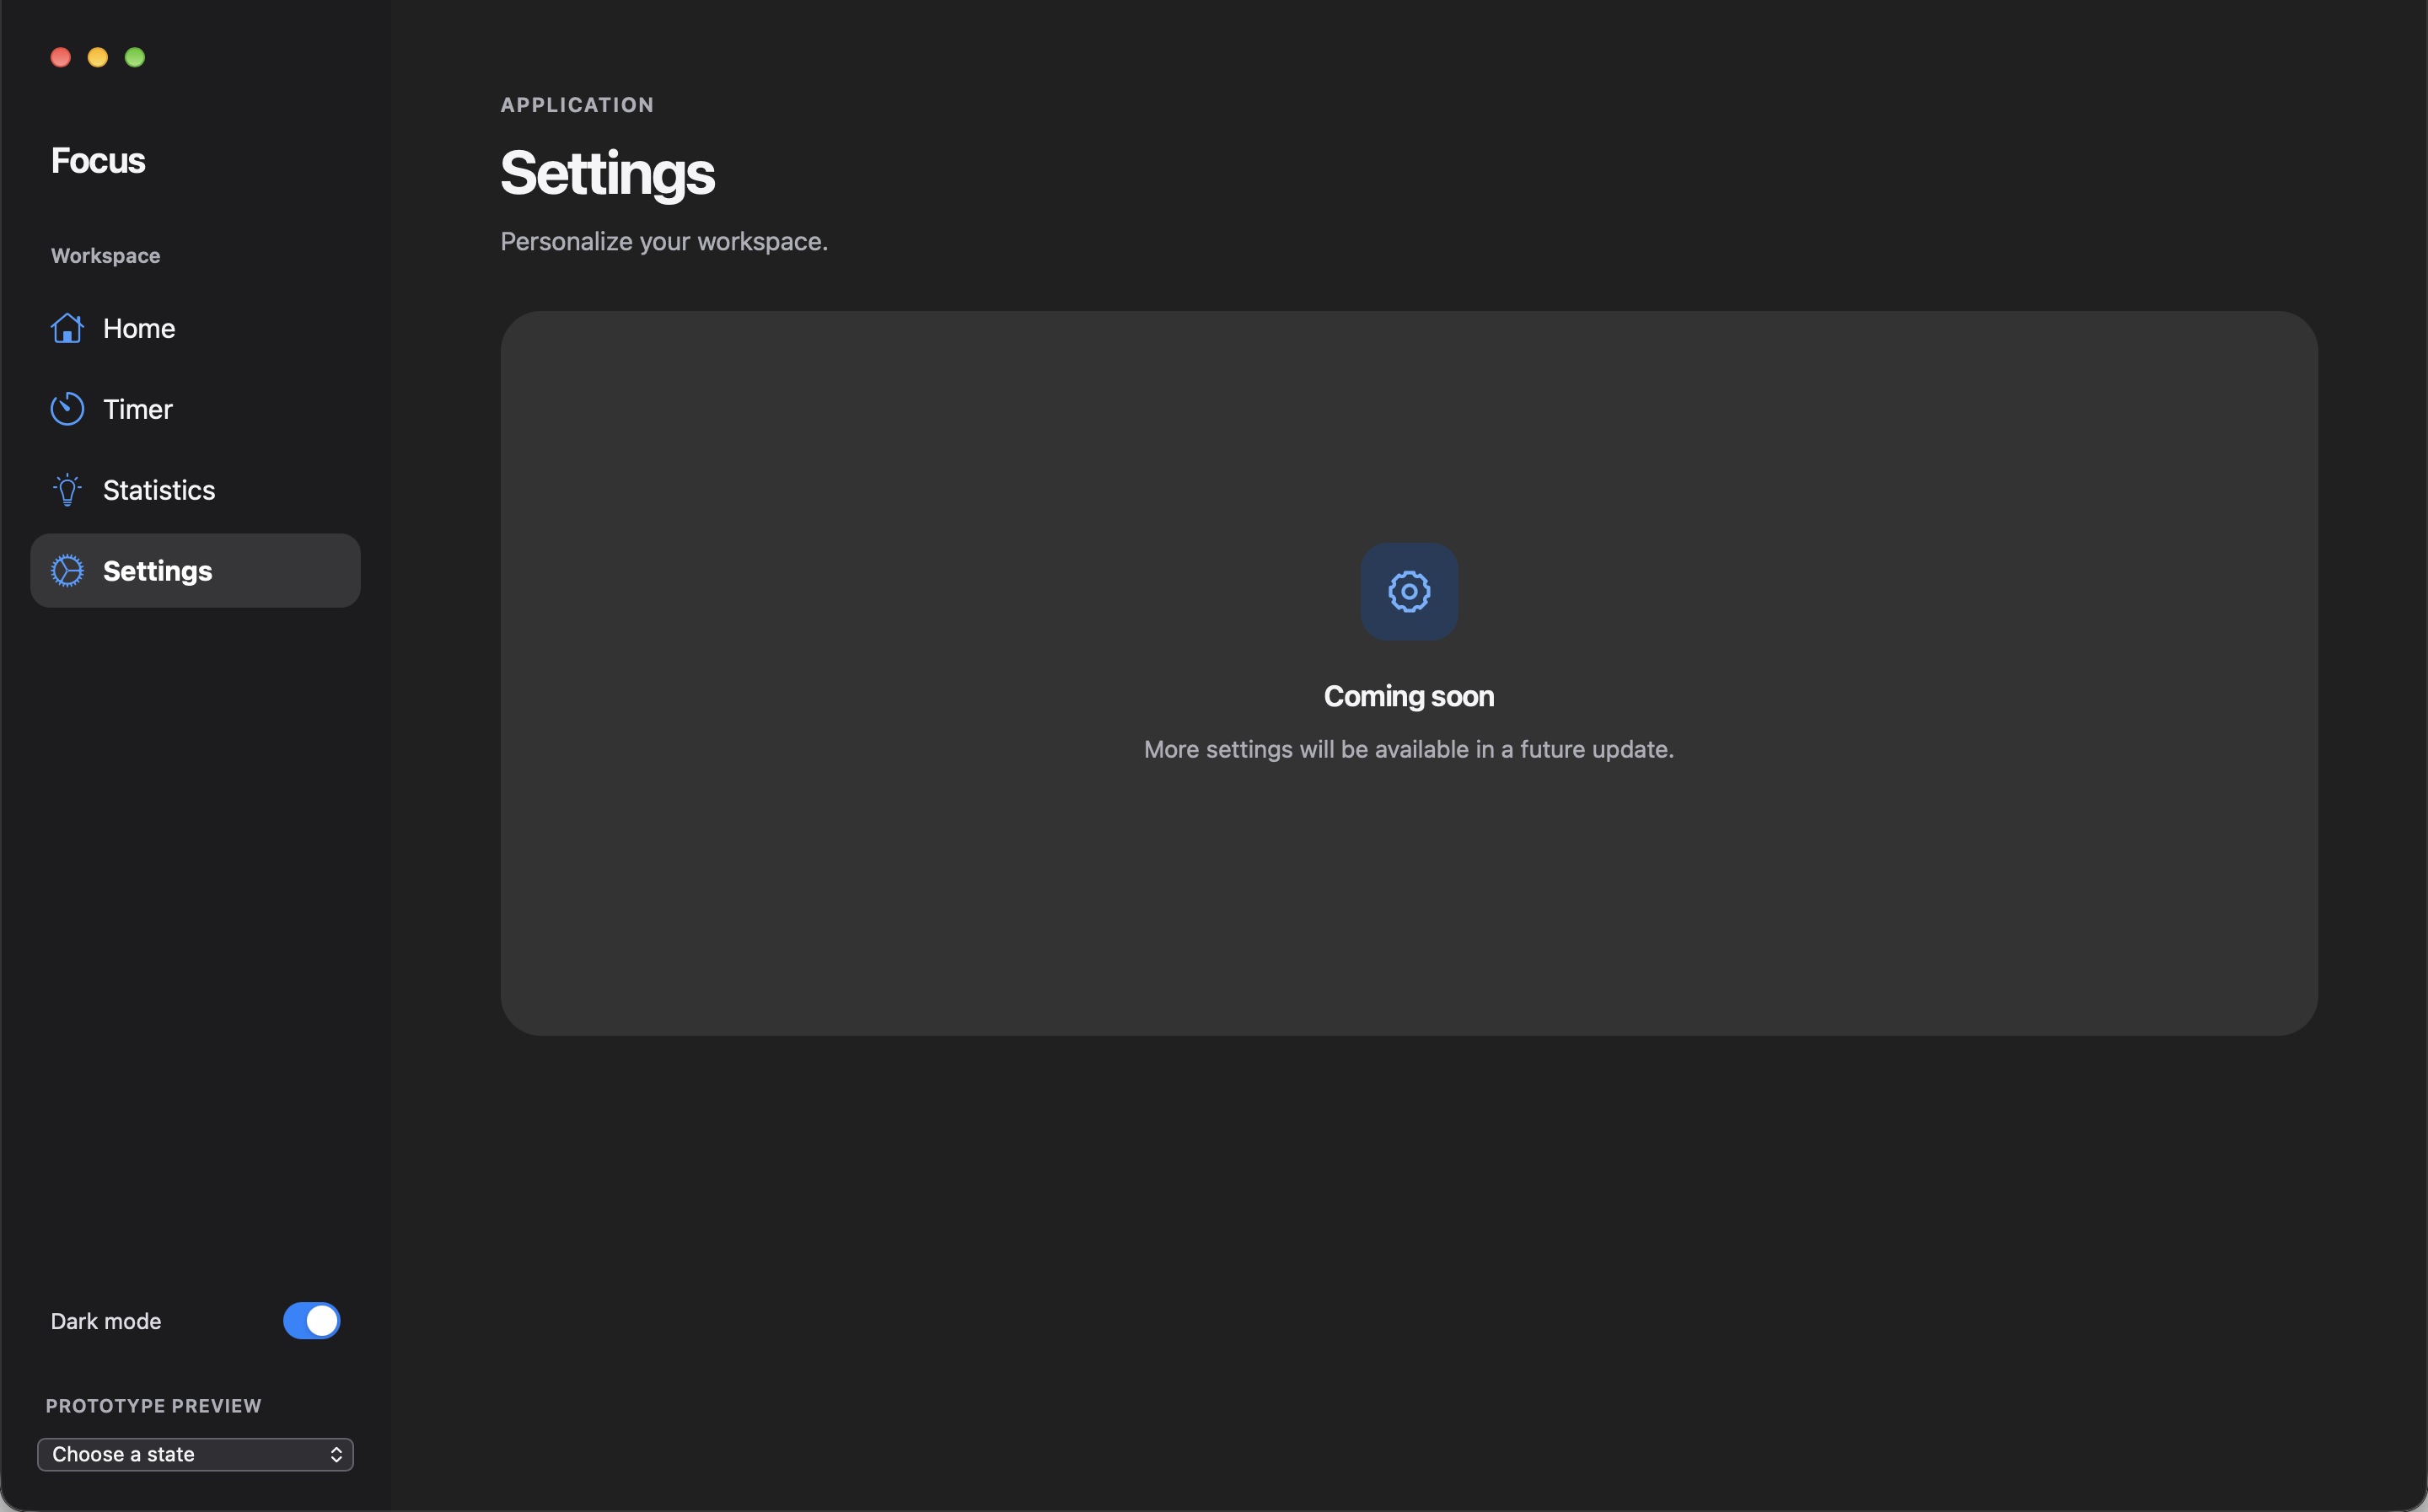 Focus
Workspace
Home
Timer
Statistics
Settings
Dark mode
PROTOTYPE PREVIEW
Choose a state
APPLICATION
Settings
Personalize your workspace.
Coming soon
More settings will be available in a future update.